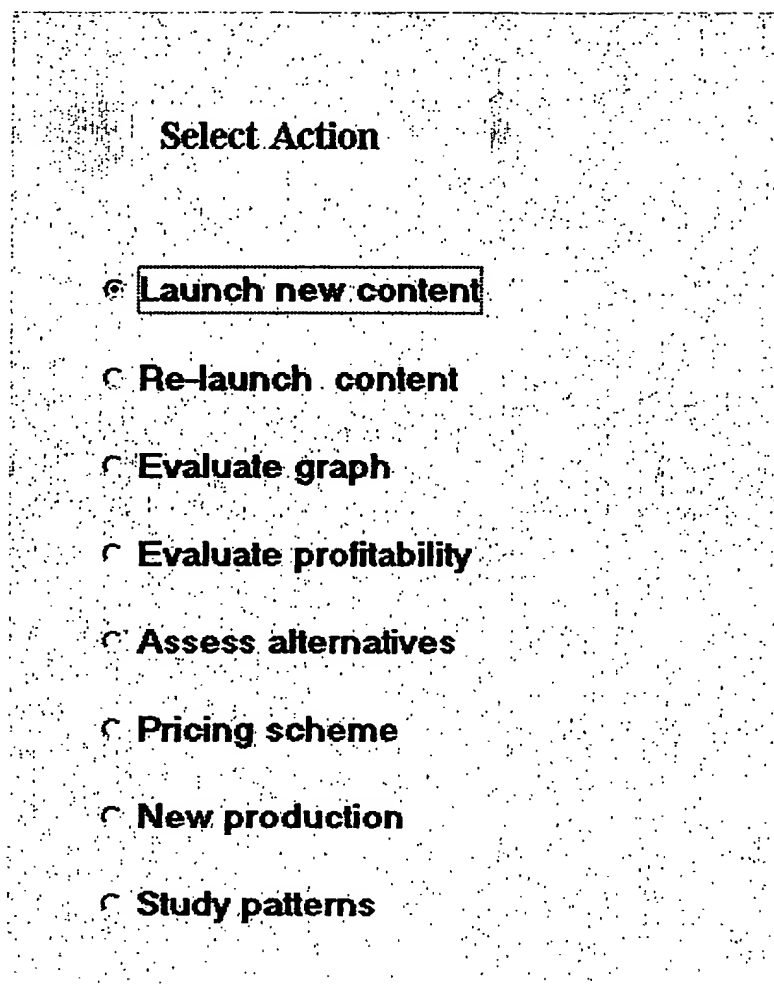 Select Action
Launch new content
Re-launch content
Evaluate graph
Evaluate profitability
Assess alternatives
Pricing scheme
New production
Study patterns